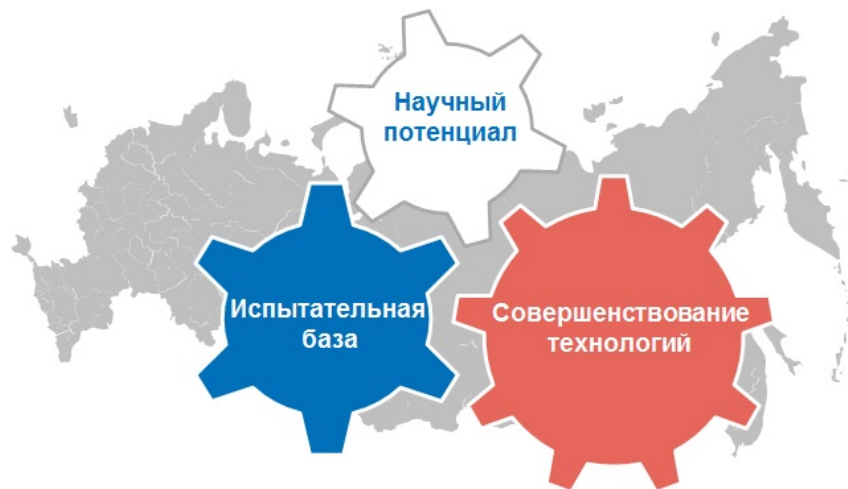 Научный
потенциал
Испытательная
база
Совершенствование
технологий